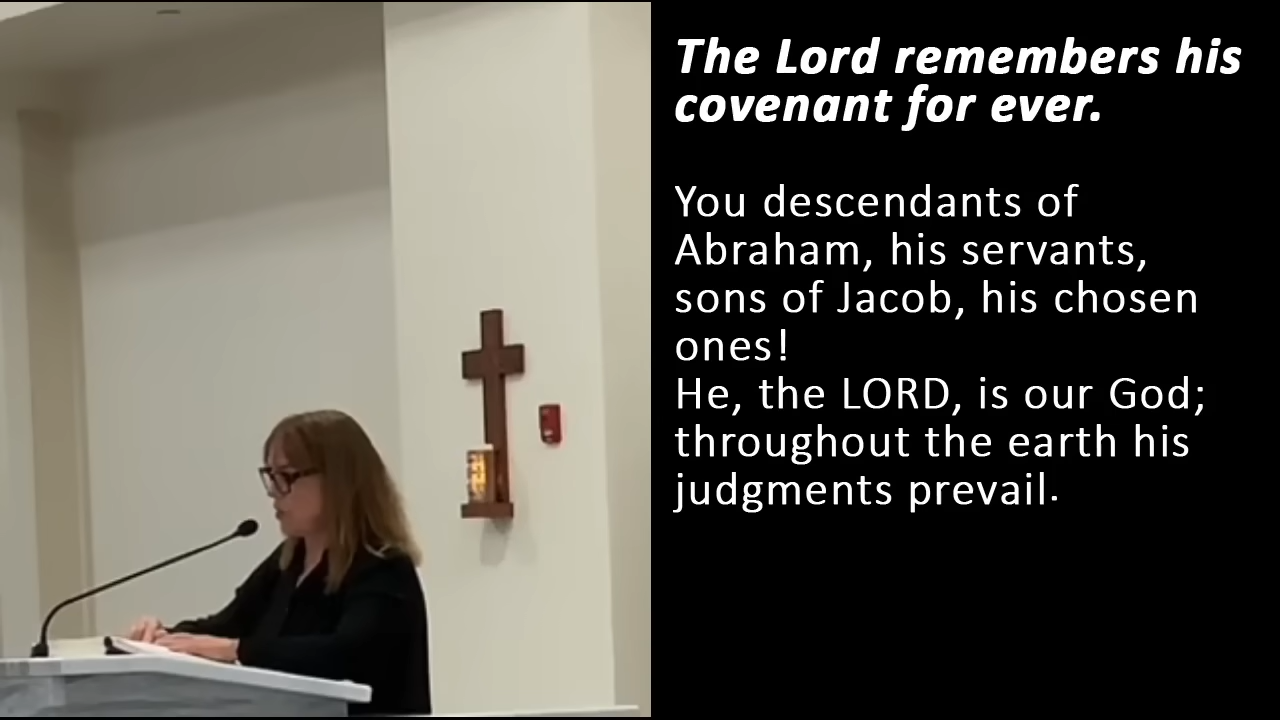 The Lord remembers his
covenant for ever.
You descendants of
Abraham, his servants,
sons of Jacob, his chosen
ones!
He, the LORD, is our God;
throughout the earth his
judgments prevail.